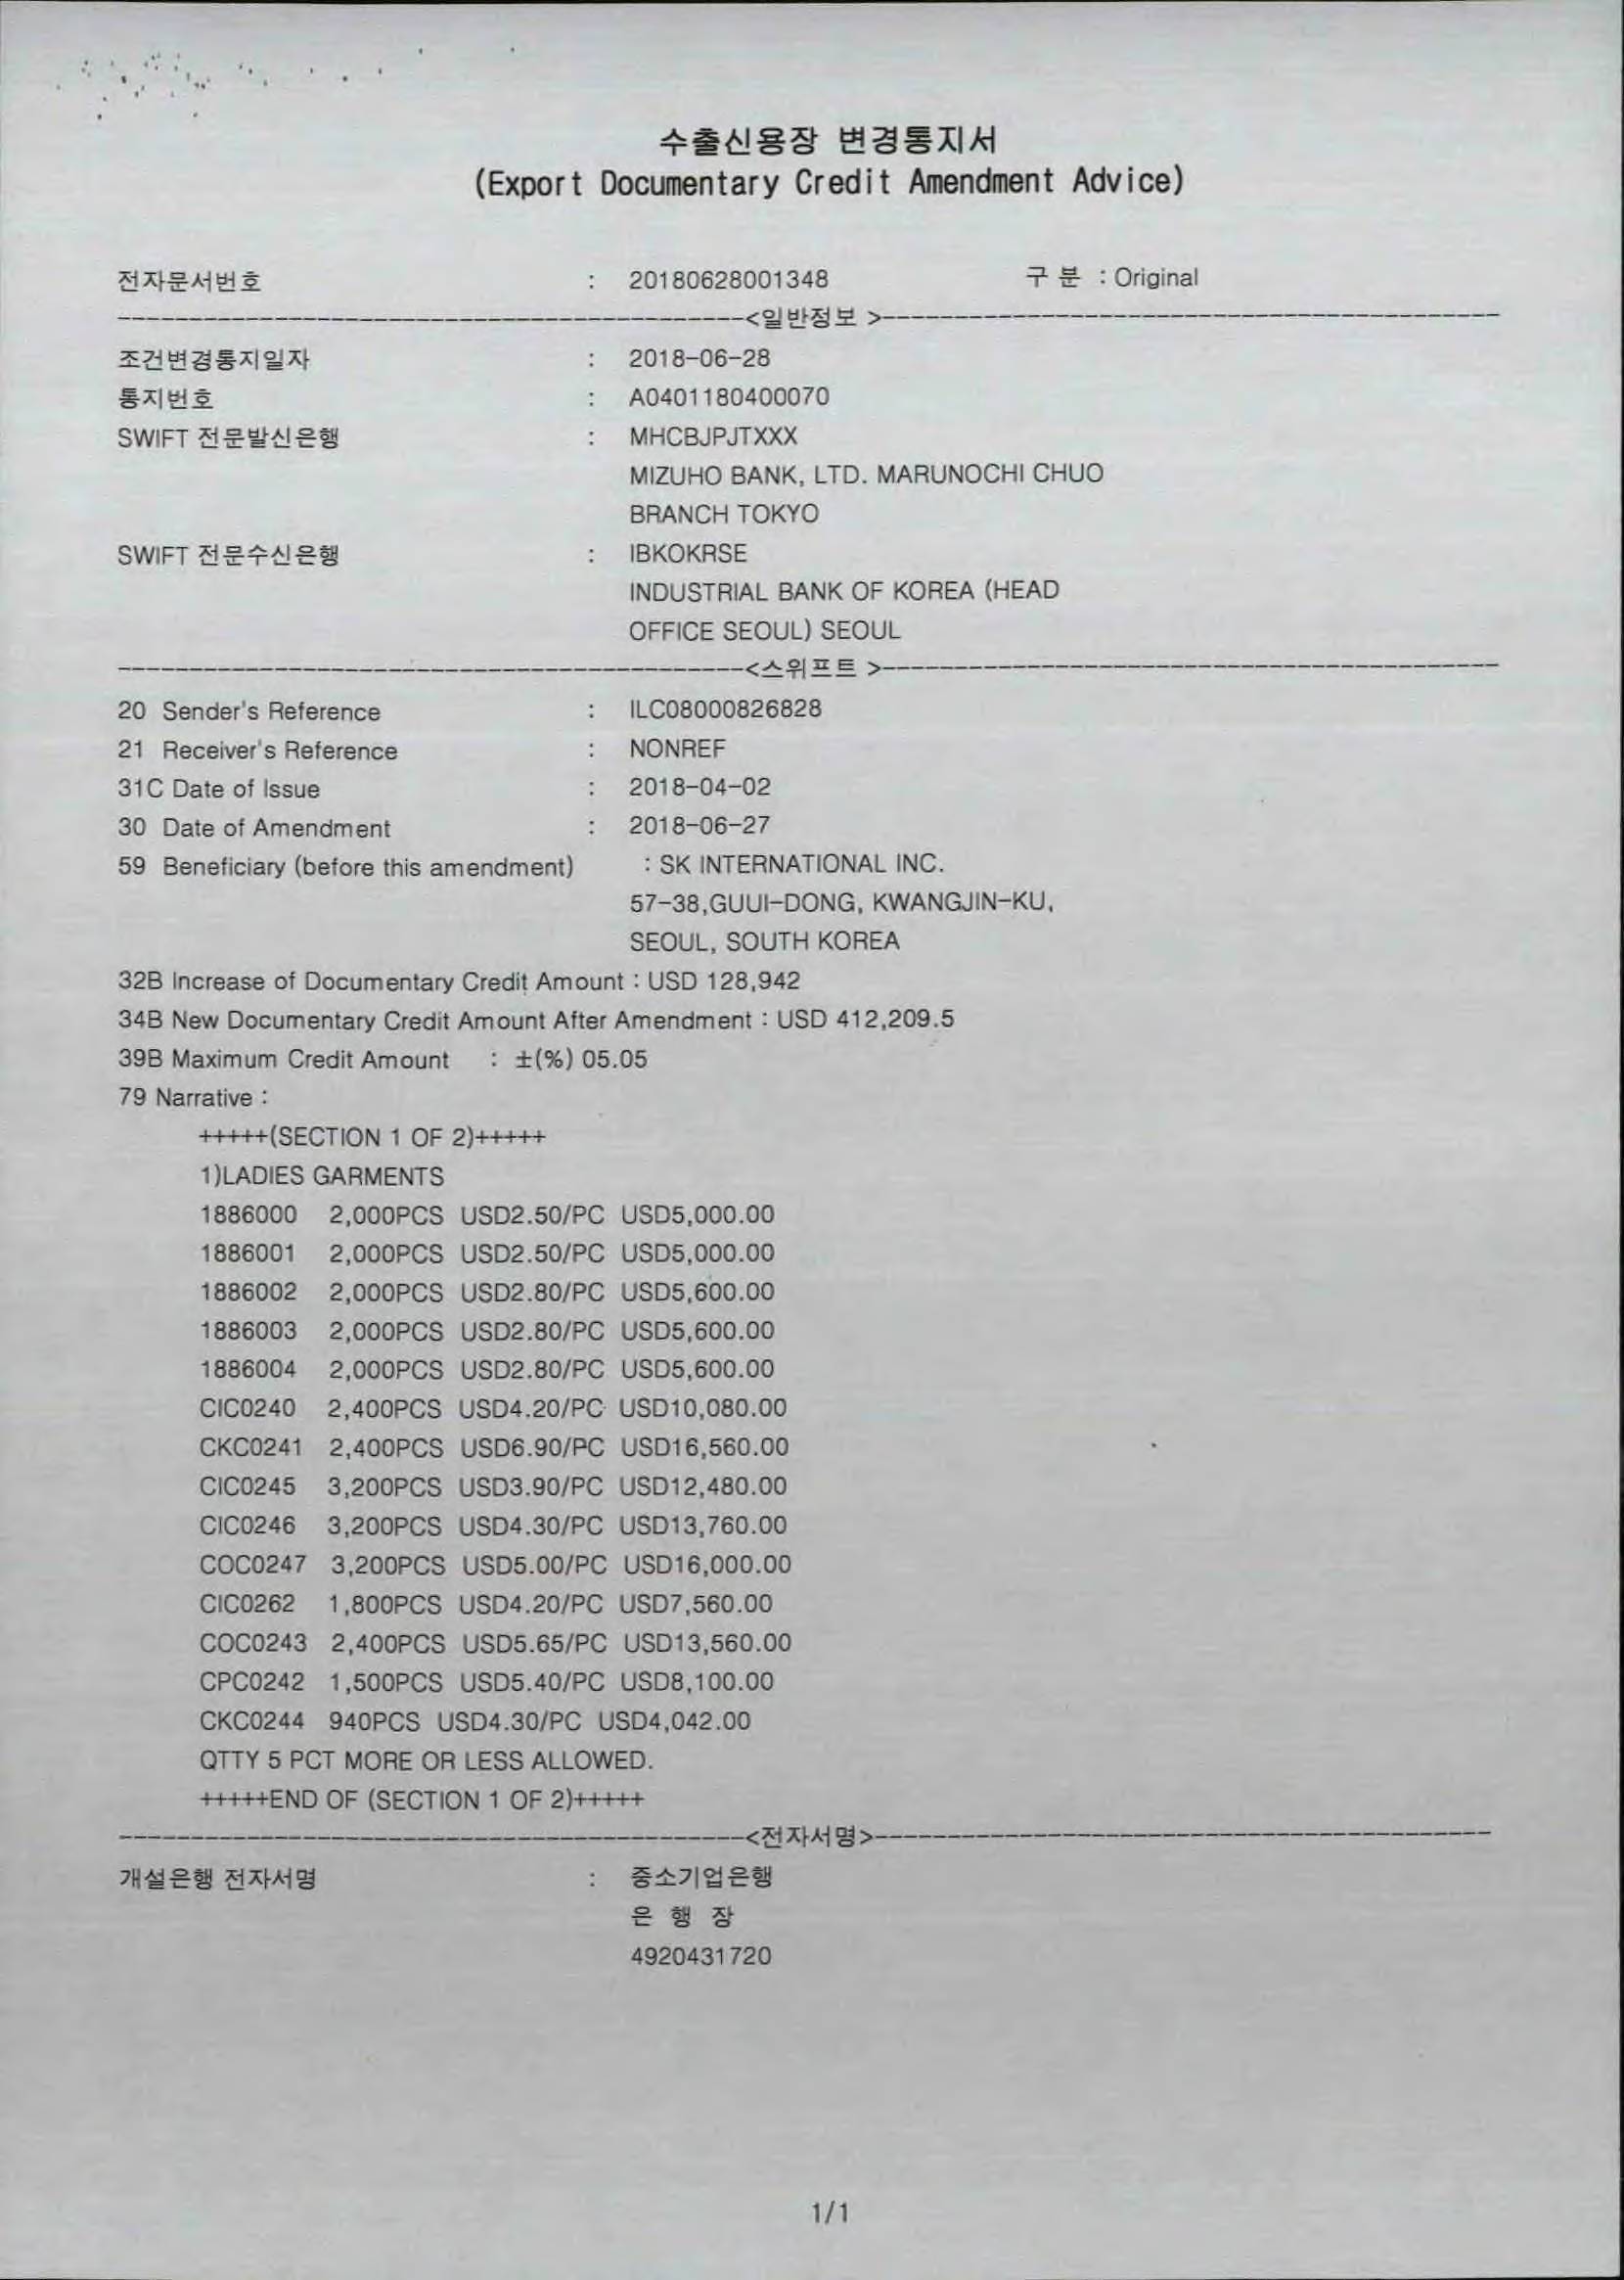 수출신용장 변경통지서
(Export Documentary Credit Amendment Advice)
전자문서번호 : 20180628001348 구 분 : Original
--------------------<일반정보 >--------------------
조건변경통지일자 : 2018-06-28
통지번호 : A0401180400070
SWIFT 전문발신은행 : MHCBJPJTXXX
MIZUHO BANK, LTD. MARUNOCHI CHUO
BRANCH TOKYO
SWIFT 전문수신은행 : IBKOKRSE
INDUSTRIAL BANK OF KOREA (HEAD
OFFICE SEOUL) SEOUL
--------------------<스위프트 >--------------------
20 Sender's Reference : ILC08000826828
21 Receiver's Reference : NONREF
31C Date of Issue : 2018-04-02
30 Date of Amendment : 2018-06-27
59 Beneficiary (before this amendment) : SK INTERNATIONAL INC.
57-38,GUUI-DONG, KWANGJIN-KU,
SEOUL, SOUTH KOREA
32B Increase of Documentary Credit Amount : USD 128,942
34B New Documentary Credit Amount After Amendment : USD 412,209.5
39B Maximum Credit Amount : ±(%) 05.05
79 Narrative :
+++++(SECTION 1 OF 2)+++++
1)LADIES GARMENTS
1886000 2,000PCS USD2.50/PC USD5,000.00
1886001 2,000PCS USD2.50/PC USD5,000.00
1886002 2,000PCS USD2.80/PC USD5,600.00
1886003 2,000PCS USD2.80/PC USD5,600.00
1886004 2,000PCS USD2.80/PC USD5,600.00
CIC0240 2,400PCS USD4.20/PC USD10,080.00
CKC0241 2,400PCS USD6.90/PC USD16,560.00
CIC0245 3,200PCS USD3.90/PC USD12,480.00
CIC0246 3,200PCS USD4.30/PC USD13,760.00
COC0247 3,200PCS USD5.00/PC USD16,000.00
CIC0262 1,800PCS USD4.20/PC USD7,560.00
COC0243 2,400PCS USD5.65/PC USD13,560.00
CPC0242 1,500PCS USD5.40/PC USD8,100.00
CKC0244 940PCS USD4.30/PC USD4,042.00
QTTY 5 PCT MORE OR LESS ALLOWED.
+++++END OF (SECTION 1 OF 2)+++++
--------------------<전자서명>--------------------
개설은행 전자서명 : 중소기업은행
은 행 장
4920431720
1/1